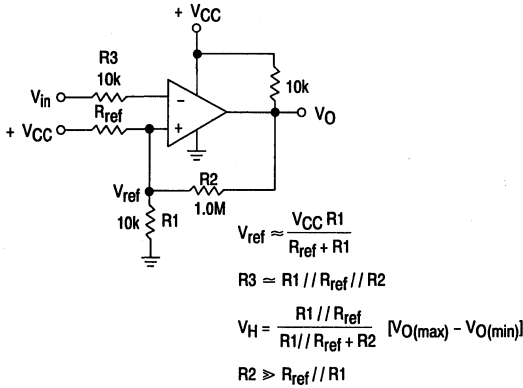 + VCC
R3
10k
Vin
10k
Rref
VO
+ VCC
−
+
R2
Vref
1.0M
10k R1
Vref ≈ VCC R1 / Rref + R1
R3 ≃ R1 // Rref // R2
VH = R1 // Rref / R1 // Rref + R2 [VO(max) − VO(min)]
R2 ≫ Rref // R1